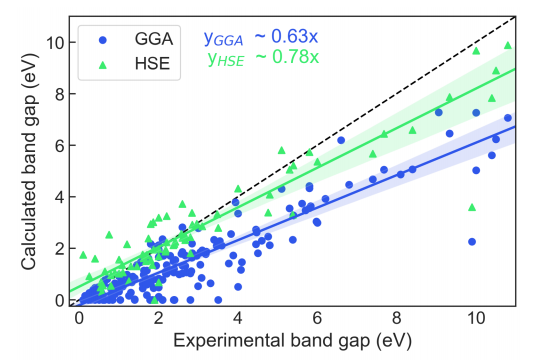 GGA
HSE
yGGA ~ 0.63x
yHSE ~ 0.78x
Calculated band gap (eV)
10
8
6
4
2
0
0 2 4 6 8 10
Experimental band gap (eV)